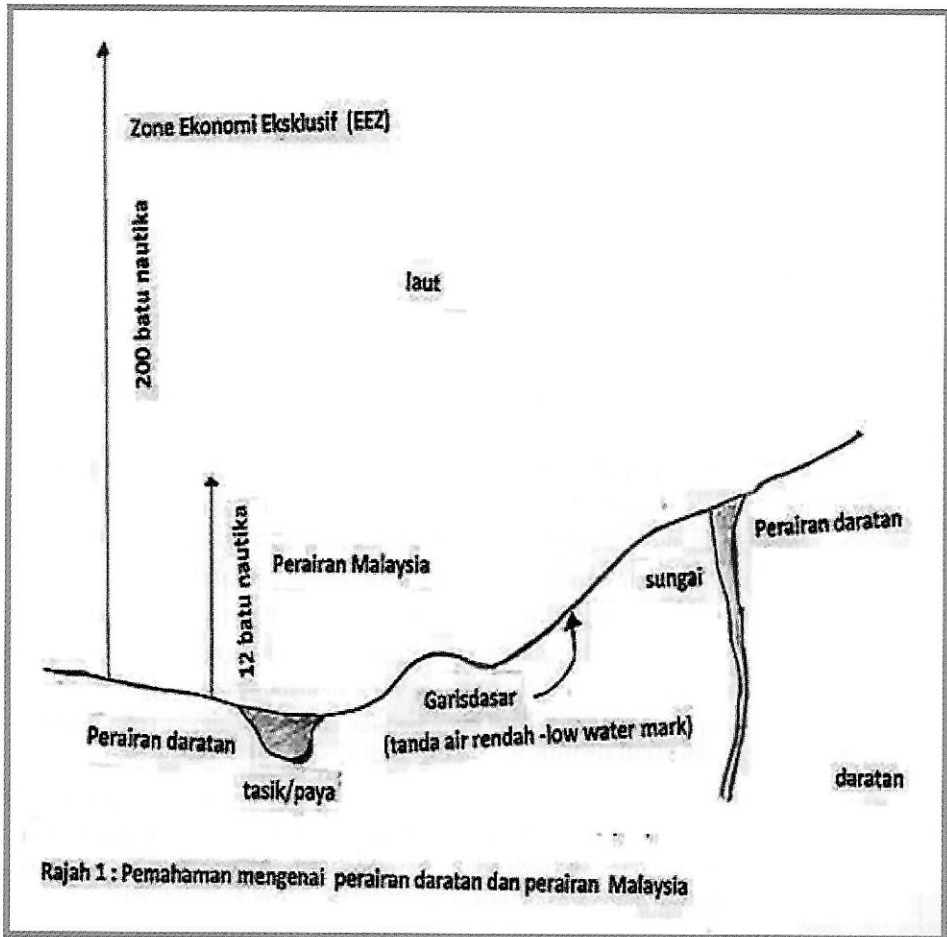 Zone Ekonomi Eksklusif (EEZ)
200 batu nautika
laut
12 batu nautika
Perairan Malaysia
Perairan daratan
sungai
Garisdasar
(tanda air rendah -low water mark)
Perairan daratan
tasik/paya
daratan
Rajah 1 : Pemahaman mengenai perairan daratan dan perairan Malaysia